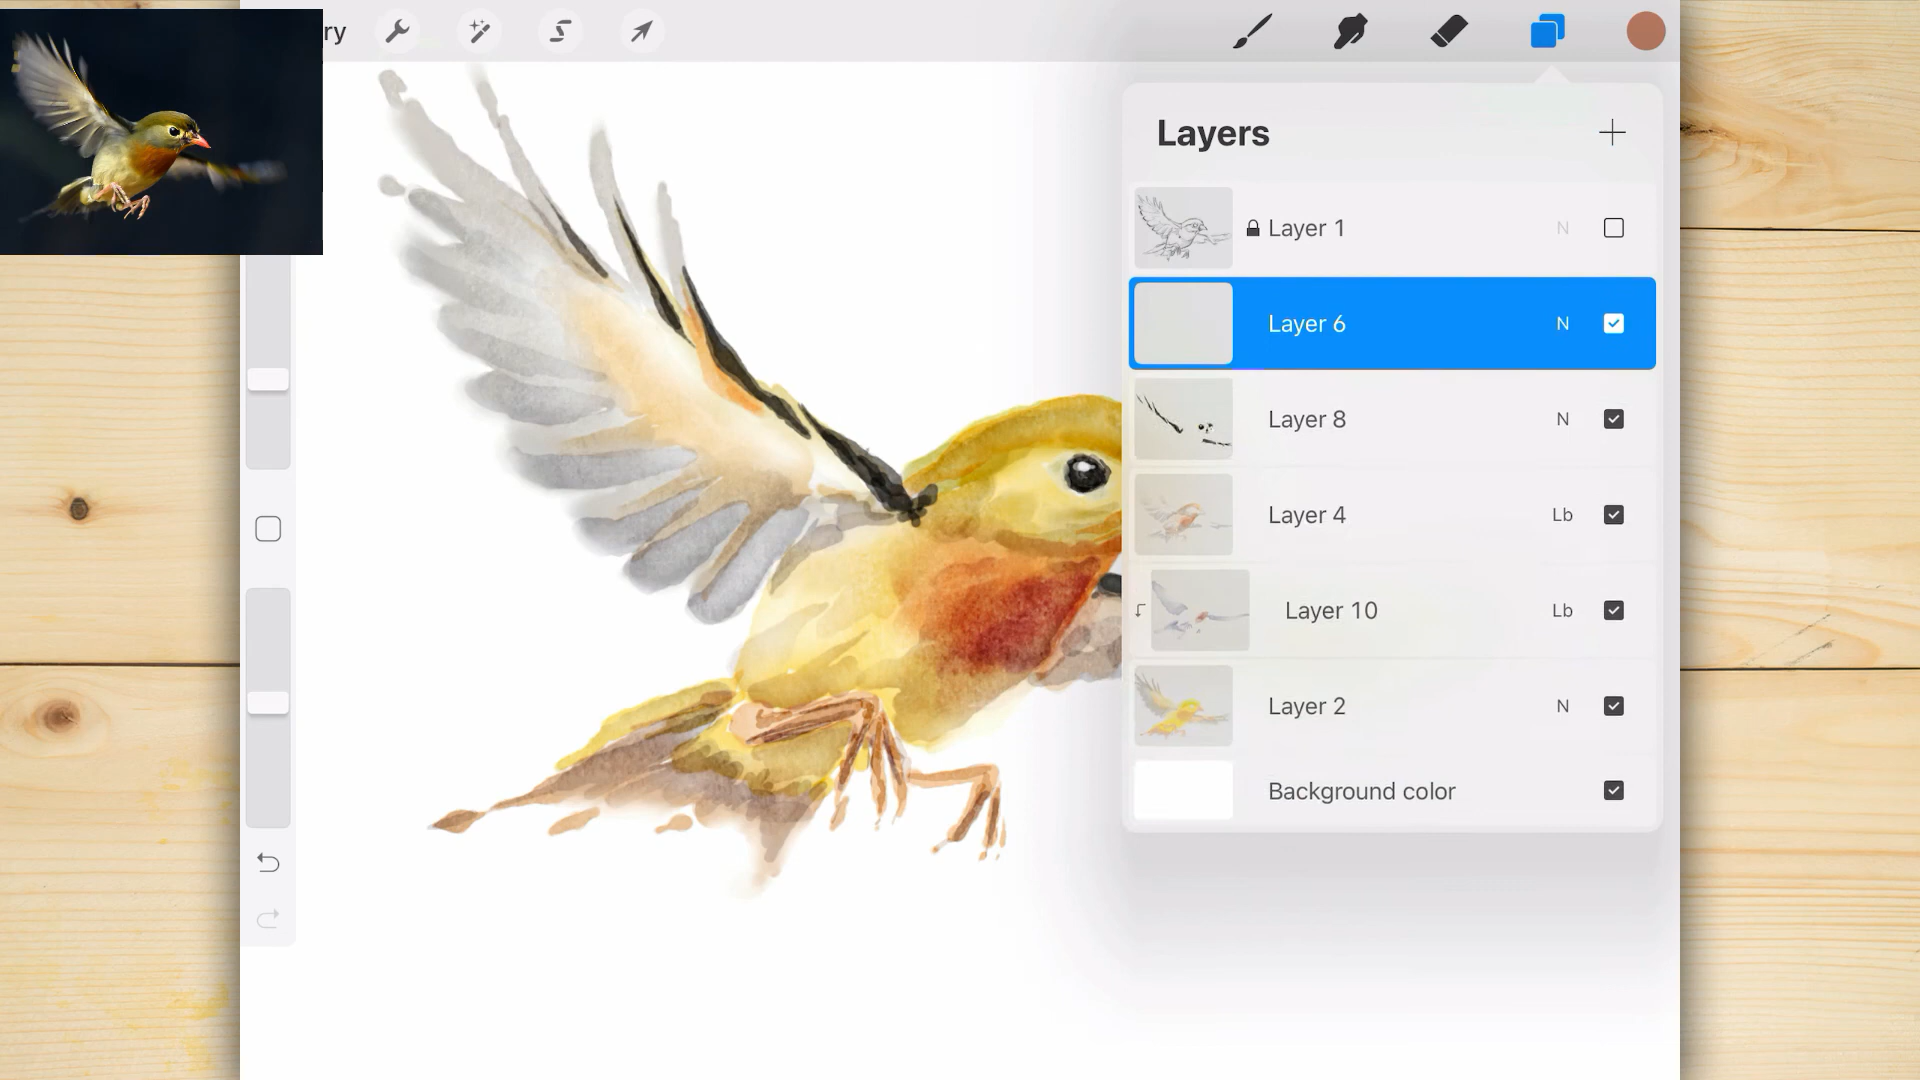 ry
Layers
Layer 1 N
Layer 6 N
Layer 8 N
Layer 4 Lb
Layer 10 Lb
Layer 2 N
Background color